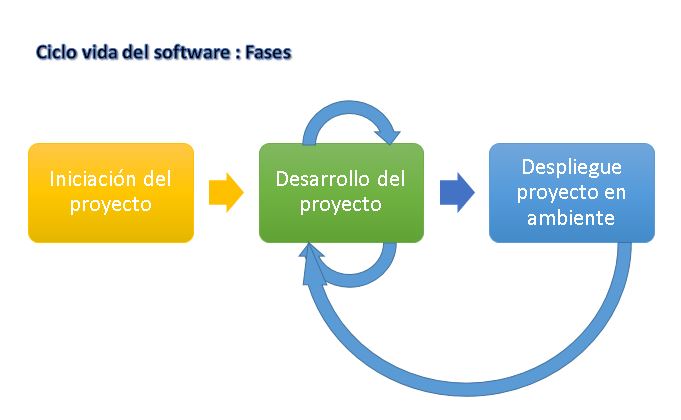 Ciclo vida del software : Fases
Iniciación del
proyecto
Desarrollo del
proyecto
Despliegue
proyecto en
ambiente